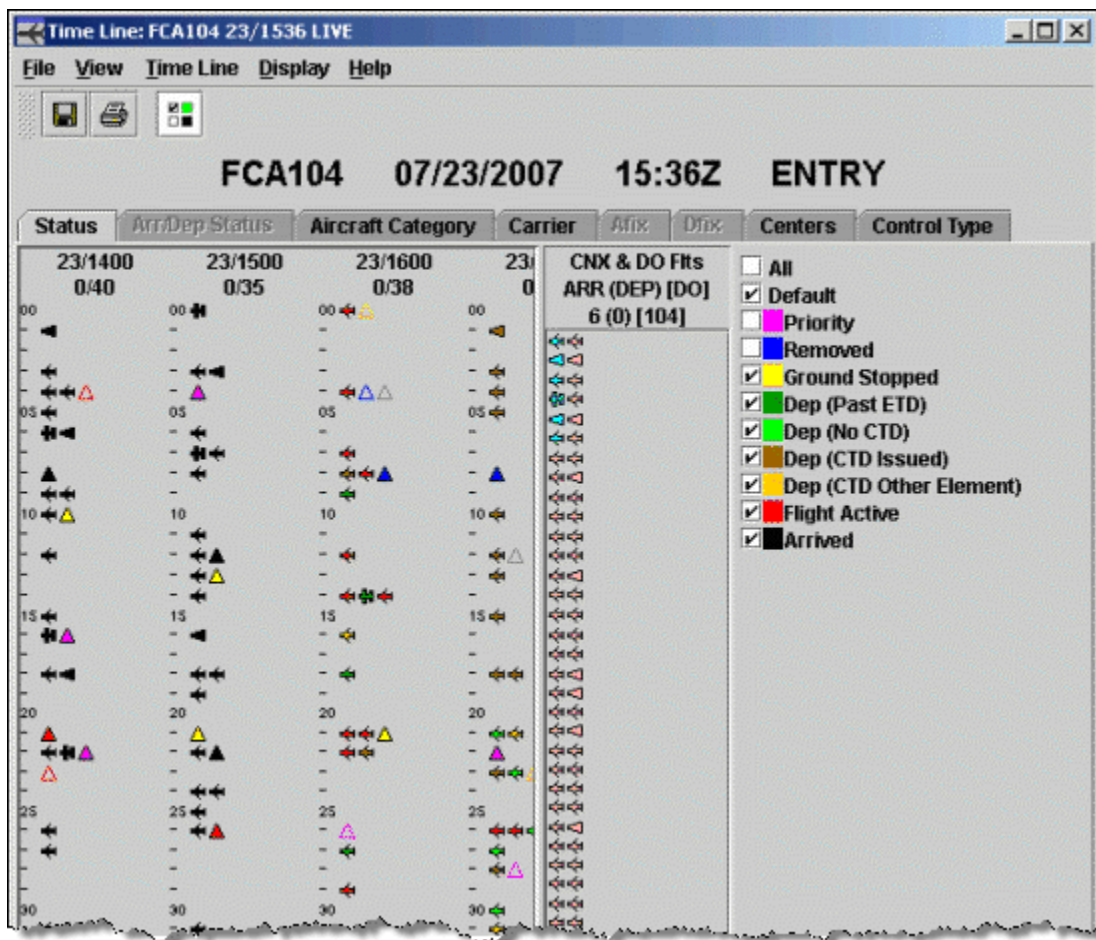 Time Line: FCA104 23/1536 LIVE
File View Time Line Display Help
FCA104 07/23/2007 15:36Z ENTRY
Status Arr/Dep Status Aircraft Category Carrier Afix Dfix Centers Control Type
23/1400 23/1500 23/1600 23/
0/40 0/35 0/38 0
CNX & DO Flts
ARR (DEP) [DO]
6 (0) [104]
00 00 00 00
05 05 05 05
10 10 10 10
15 15 15 15
20 20 20 20
25 25 25 25
30 30 30 30
All
Default
Priority
Removed
Ground Stopped
Dep (Past ETD)
Dep (No CTD)
Dep (CTD Issued)
Dep (CTD Other Element)
Flight Active
Arrived